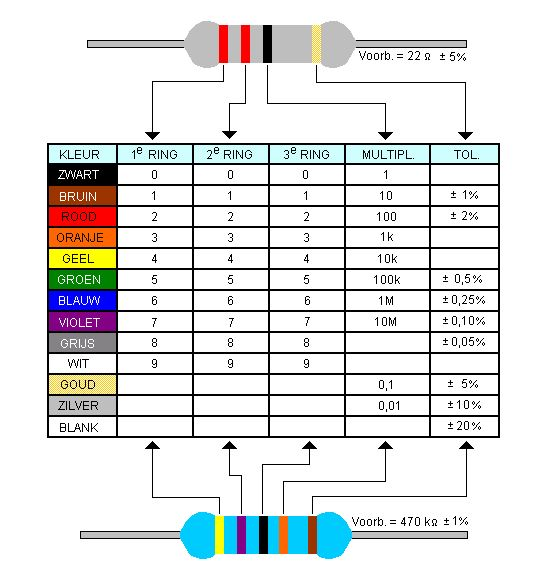 Voorb. = 22 Ω ± 5%
KLEUR 1e RING 2e RING 3e RING MULTIPL. TOL.
ZWART 0 0 0 1
BRUIN 1 1 1 10 ± 1%
ROOD 2 2 2 100 ± 2%
ORANJE 3 3 3 1k
GEEL 4 4 4 10k
GROEN 5 5 5 100k ± 0,5%
BLAUW 6 6 6 1M ± 0,25%
VIOLET 7 7 7 10M ± 0,10%
GRIJS 8 8 8 ± 0,05%
WIT 9 9 9
GOUD 0,1 ± 5%
ZILVER 0,01 ± 10%
BLANK ± 20%
Voorb. = 470 kΩ ± 1%